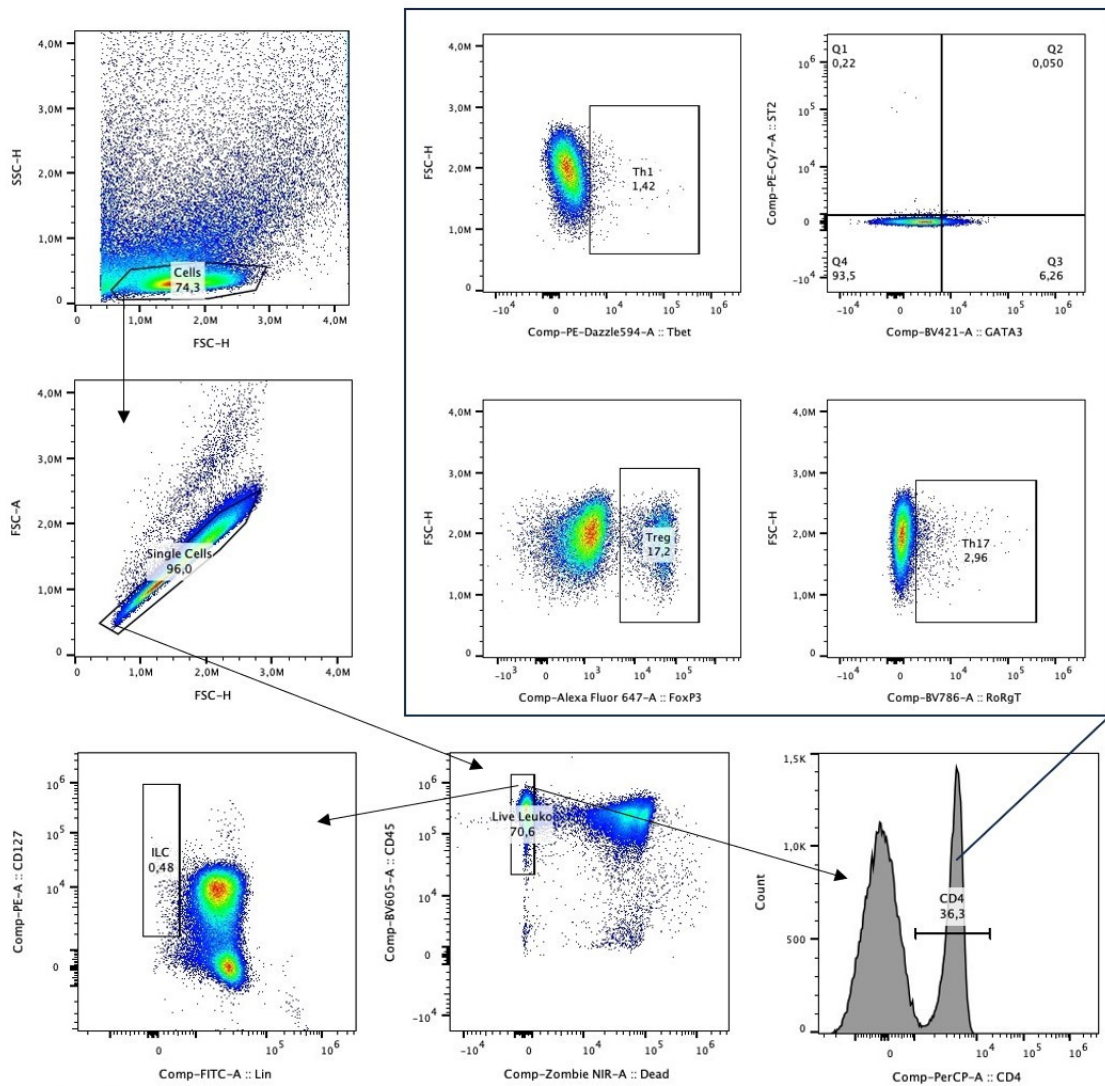 4,0M
3,0M
2,0M
1,0M
0
SSC-H
Cells
74,3
0 1,0M 2,0M 3,0M 4,0M
FSC-H
4,0M
3,0M
2,0M
1,0M
0
FSC-H
Th1
1,42
-10^4 0 10^4 10^5 10^6
Comp-PE-Dazzle594-A :: Tbet
Q1
0,22
Q2
0,050
10^6
10^5
10^4
0
-10^4
Comp-PE-Cy7-A :: ST2
Q4
93,5
Q3
6,26
-10^4 0 10^4 10^5 10^6
Comp-BV421-A :: GATA3
4,0M
3,0M
2,0M
1,0M
0
FSC-A
Single Cells
96,0
0 1,0M 2,0M 3,0M 4,0M
FSC-H
4,0M
3,0M
2,0M
1,0M
0
FSC-H
Treg
17,2
-10^3 0 10^3 10^4 10^5 10^6
Comp-Alexa Fluor 647-A :: FoxP3
4,0M
3,0M
2,0M
1,0M
0
FSC-H
Th17
2,96
-10^4 0 10^4 10^5 10^6
Comp-BV786-A :: RoRgT
10^6
10^5
10^4
0
Comp-PE-A :: CD127
ILC
0,48
0 10^4 10^5 10^6
Comp-FITC-A :: Lin
10^6
10^5
10^4
0
-10^4
Comp-BV605-A :: CD45
Live Leuko
70,6
-10^4 0 10^4 10^5 10^6
Comp-Zombie NIR-A :: Dead
1,5K
1,0K
500
0
Count
CD4
36,3
0 10^4 10^5 10^6
Comp-PerCP-A :: CD4